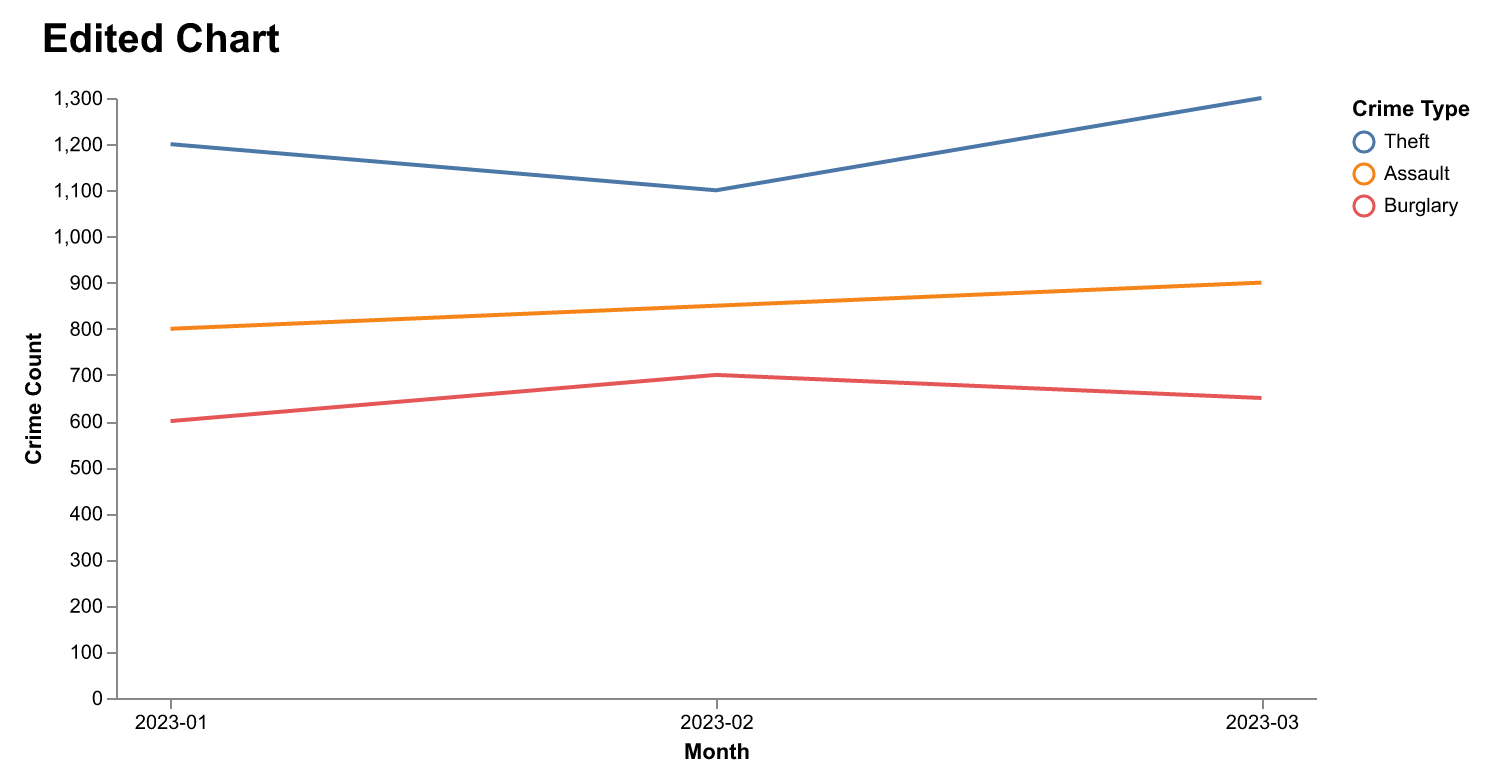 Edited Chart
1,300
1,200
1,100
1,000
900
800
700
600
500
400
300
200
100
0
Crime Count
2023-01
2023-02
2023-03
Month
Crime Type
Theft
Assault
Burglary